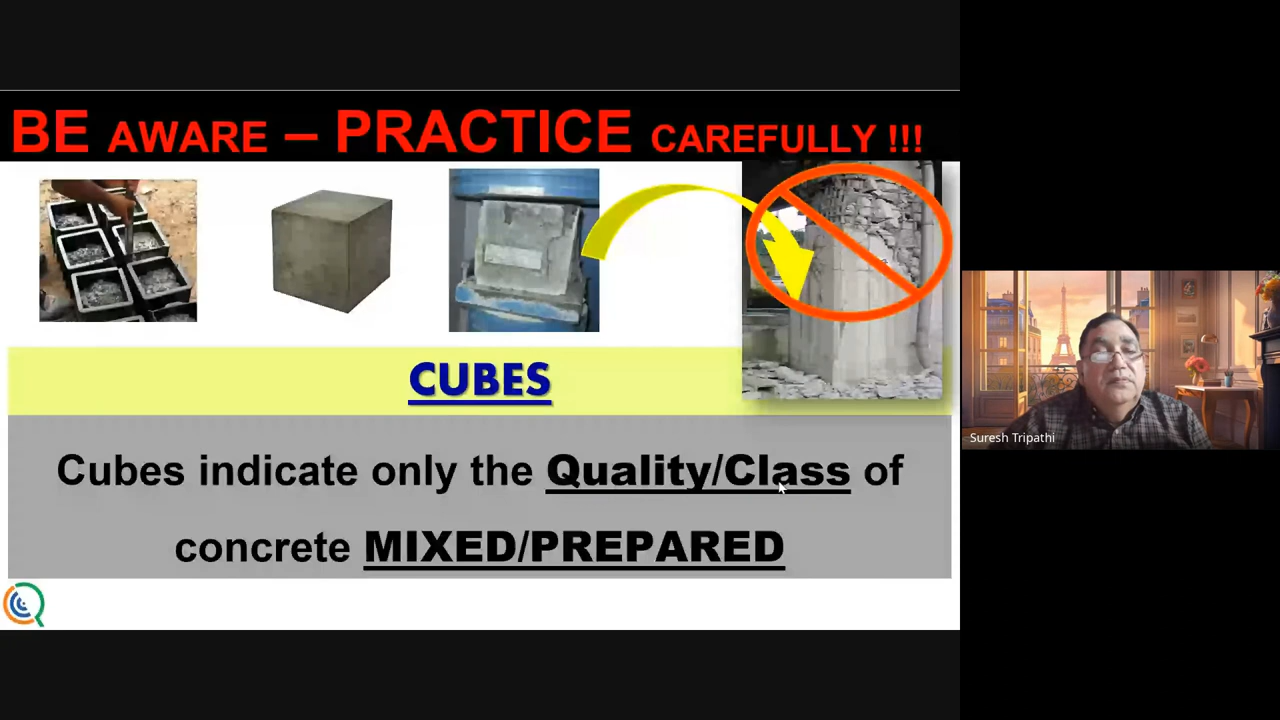 BE AWARE – PRACTICE CAREFULLY !!!
CUBES
Cubes indicate only the Quality/Class of
concrete MIXED/PREPARED
Suresh Tripathi